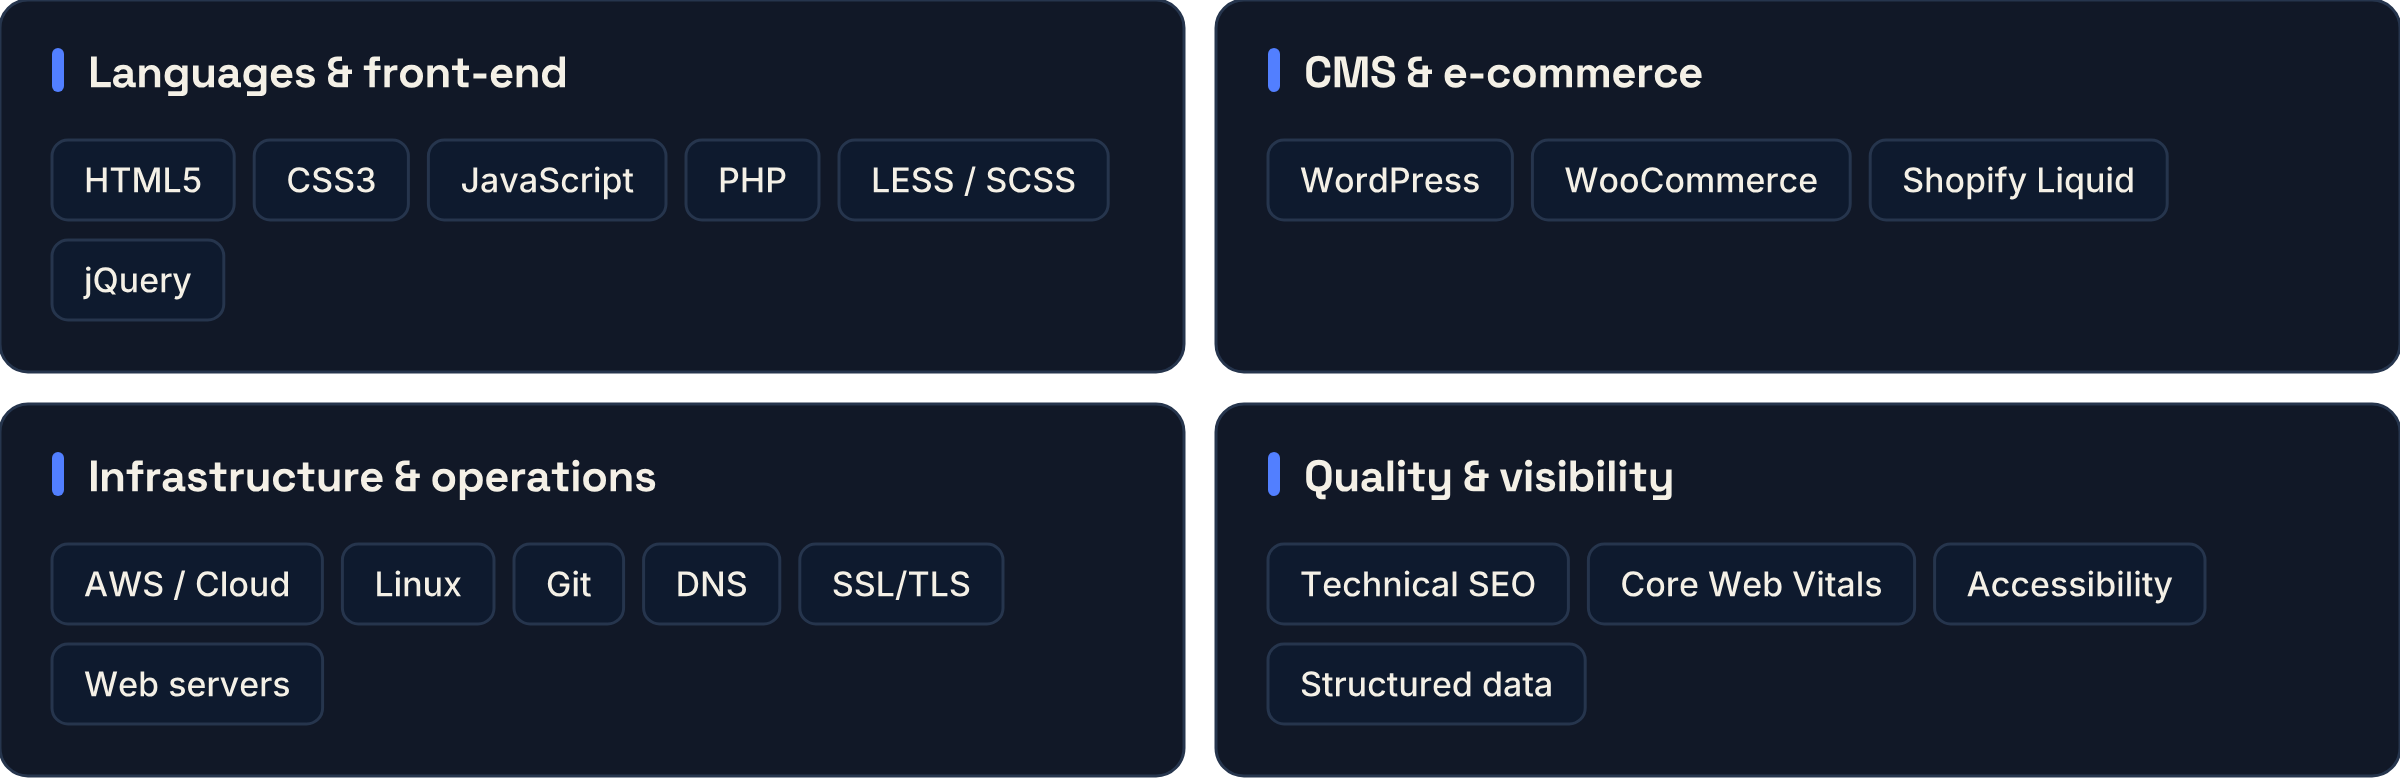 Languages & front-end
HTML5 CSS3 JavaScript PHP LESS / SCSS
jQuery
CMS & e-commerce
WordPress WooCommerce Shopify Liquid
Infrastructure & operations
AWS / Cloud Linux Git DNS SSL/TLS
Web servers
Quality & visibility
Technical SEO Core Web Vitals Accessibility
Structured data